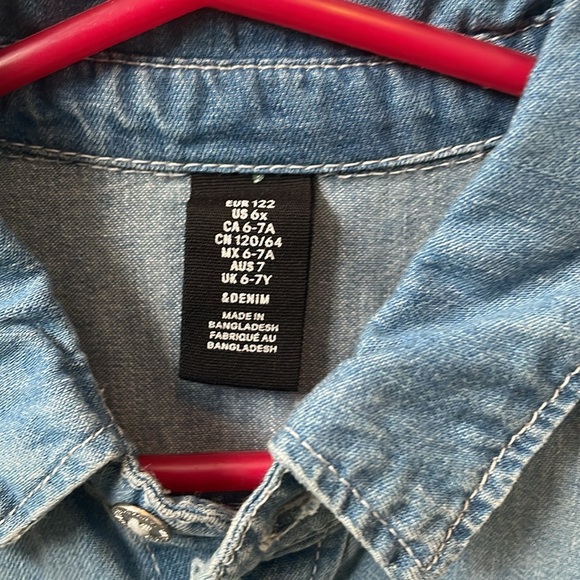 EUR 122
US 6x
CA 6-7A
CN 120/64
MX 6-7A
AUS 7
UK 6-7Y
&DENIM
MADE IN
BANGLADESH
FABRIQUÉ AU
BANGLADESH